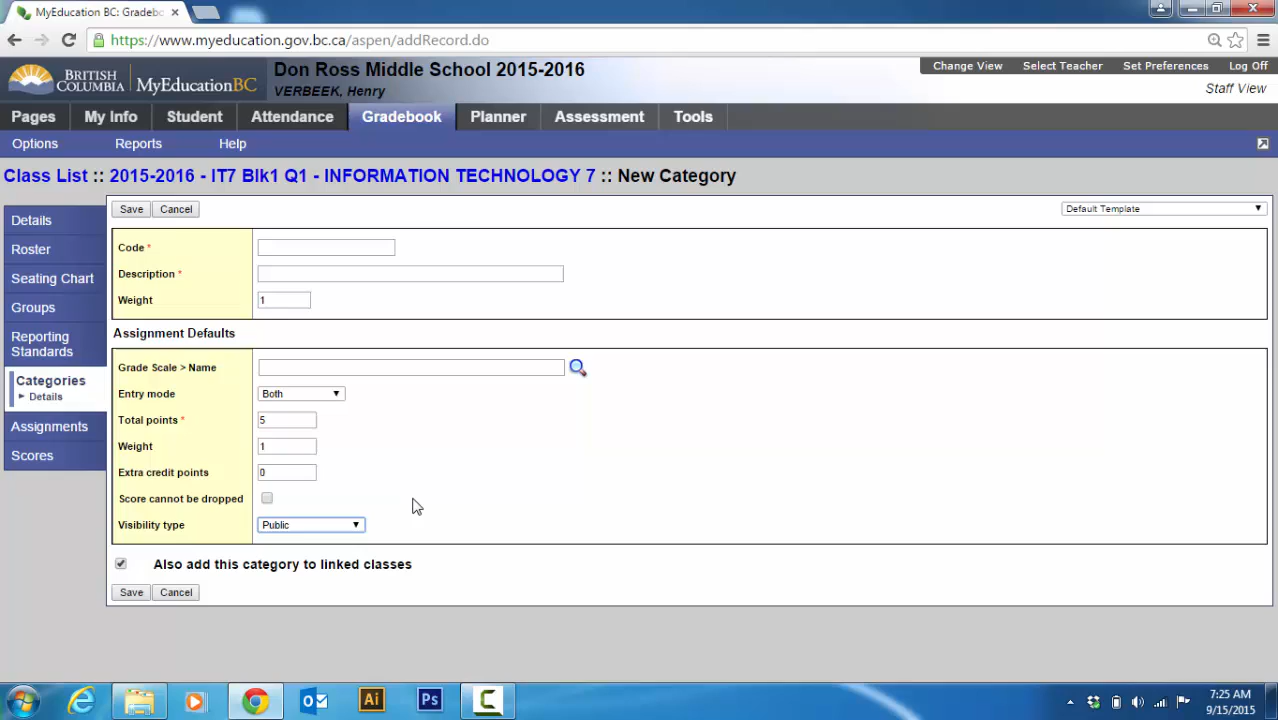 MyEducation BC: Gradebo
https://www.myeducation.gov.bc.ca/aspen/addRecord.do
BRITISH COLUMBIA
MyEducationBC
Don Ross Middle School 2015-2016
VERBEEK, Henry
Change View Select Teacher Set Preferences Log Off
Staff View
Pages My Info Student Attendance Gradebook Planner Assessment Tools
Options Reports Help
Class List :: 2015-2016 - IT7 Blk1 Q1 - INFORMATION TECHNOLOGY 7 :: New Category
Details
Roster
Seating Chart
Groups
Reporting Standards
Categories
Details
Assignments
Scores
Save Cancel Default Template
Code *
Description *
Weight 1
Assignment Defaults
Grade Scale > Name
Entry mode Both
Total points * 5
Weight 1
Extra credit points 0
Score cannot be dropped
Visibility type Public
Also add this category to linked classes
Save Cancel
Ai Ps C
7:25 AM
9/15/2015